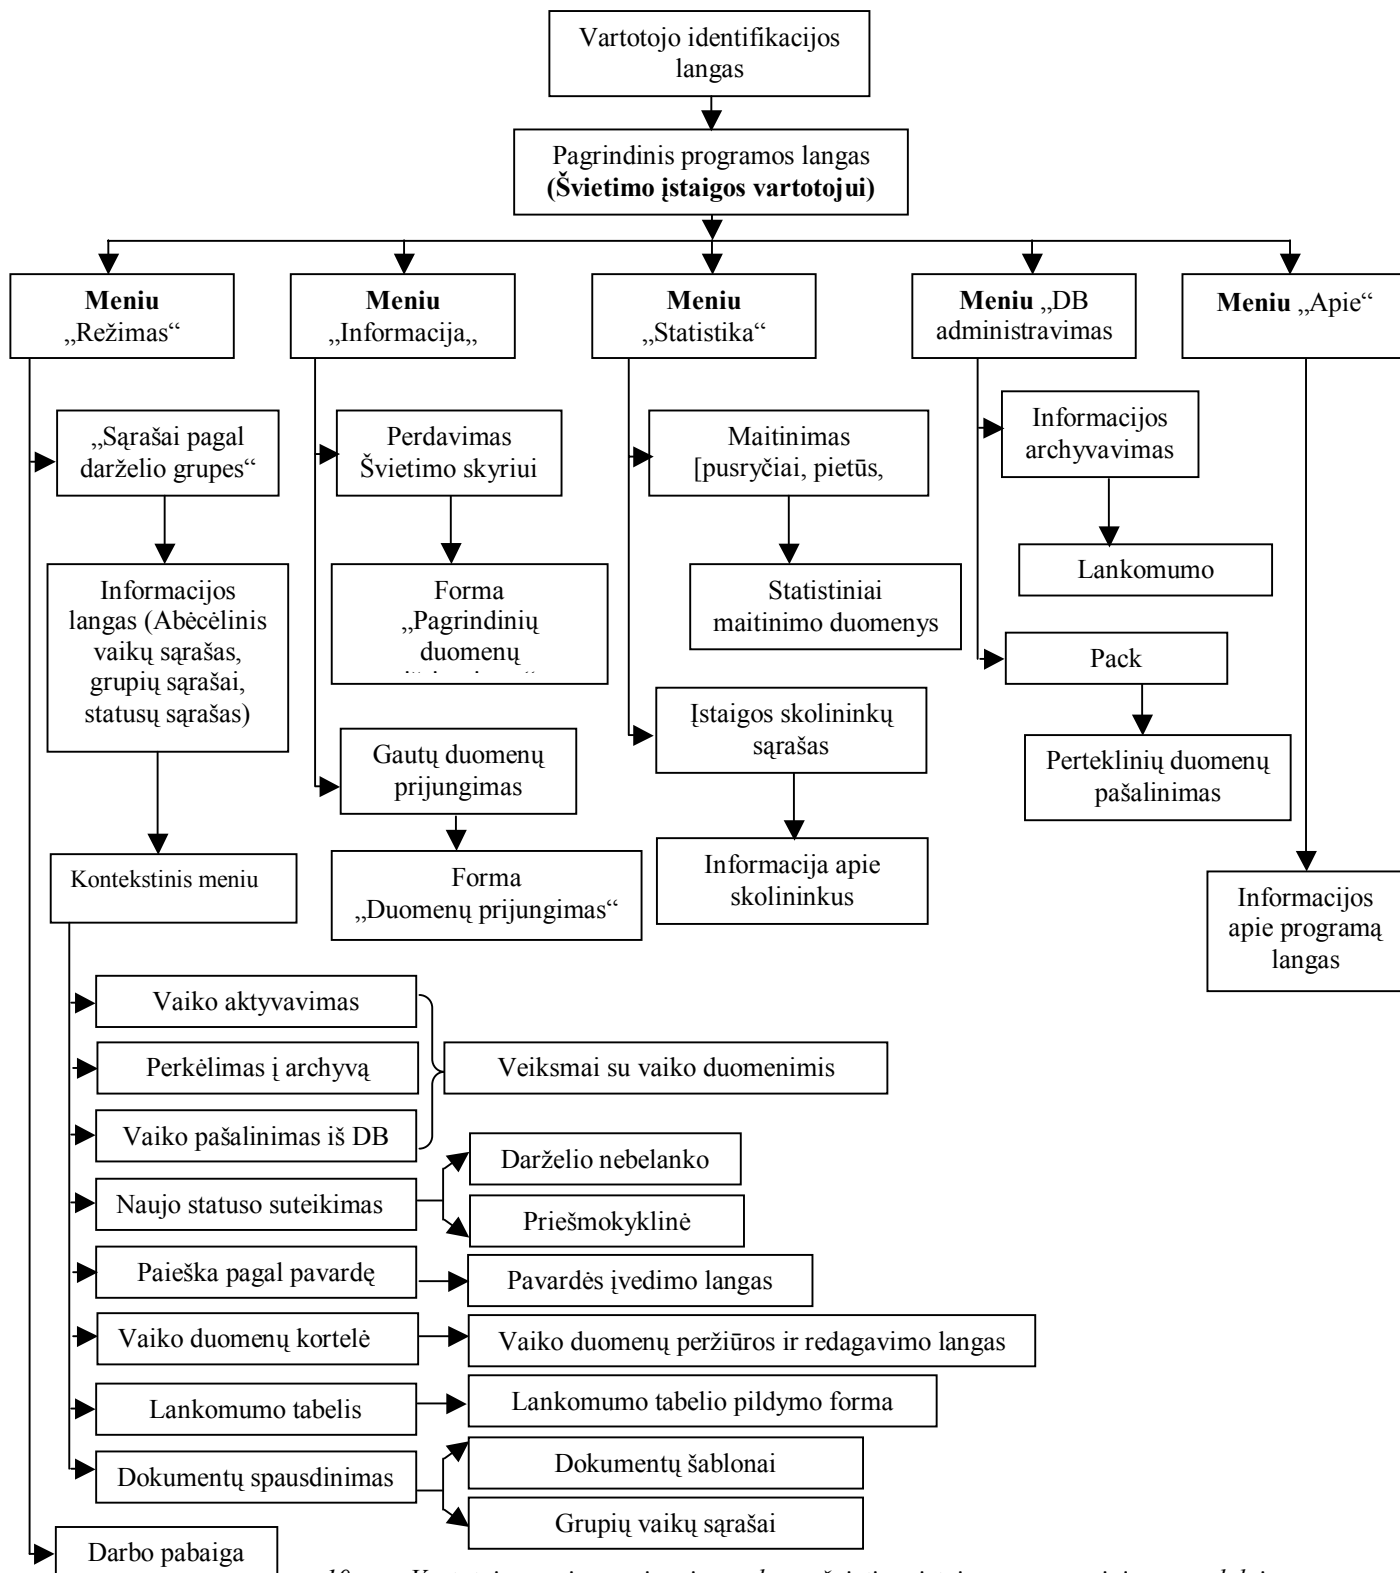 Vartotojo identifikacijos
langas
Pagrindinis programos langas
(Švietimo įstaigos vartotojui)
Meniu
„Režimas“
Meniu
„Informacija„
Meniu
„Statistika“
Meniu „DB
administravimas
Meniu „Apie“
„Sąrašai pagal
darželio grupes“
Perdavimas
Švietimo skyriui
Maitinimas
[pusryčiai, pietūs,
Informacijos
archyvavimas
Lankomumo
Informacijos
langas (Abėcėlinis
vaikų sąrašas,
grupių sąrašai,
statusų sąrašas)
Forma
„Pagrindinių
duomenų
Statistiniai
maitinimo duomenys
Pack
Gautų duomenų
prijungimas
Įstaigos skolininkų
sąrašas
Perteklinių duomenų
pašalinimas
Kontekstinis meniu
Forma
„Duomenų prijungimas“
Informacija apie
skolininkus
Informacijos
apie programą
langas
Vaiko aktyvavimas
Perkėlimas į archyvą
Veiksmai su vaiko duomenimis
Vaiko pašalinimas iš DB
Darželio nebelanko
Naujo statuso suteikimas
Priešmokyklinė
Paieška pagal pavardę
Pavardės įvedimo langas
Vaiko duomenų kortelė
Vaiko duomenų peržiūros ir redagavimo langas
Lankomumo tabelis
Lankomumo tabelio pildymo forma
Dokumentų spausdinimas
Dokumentų šablonai
Grupių vaikų sąrašai
Darbo pabaiga